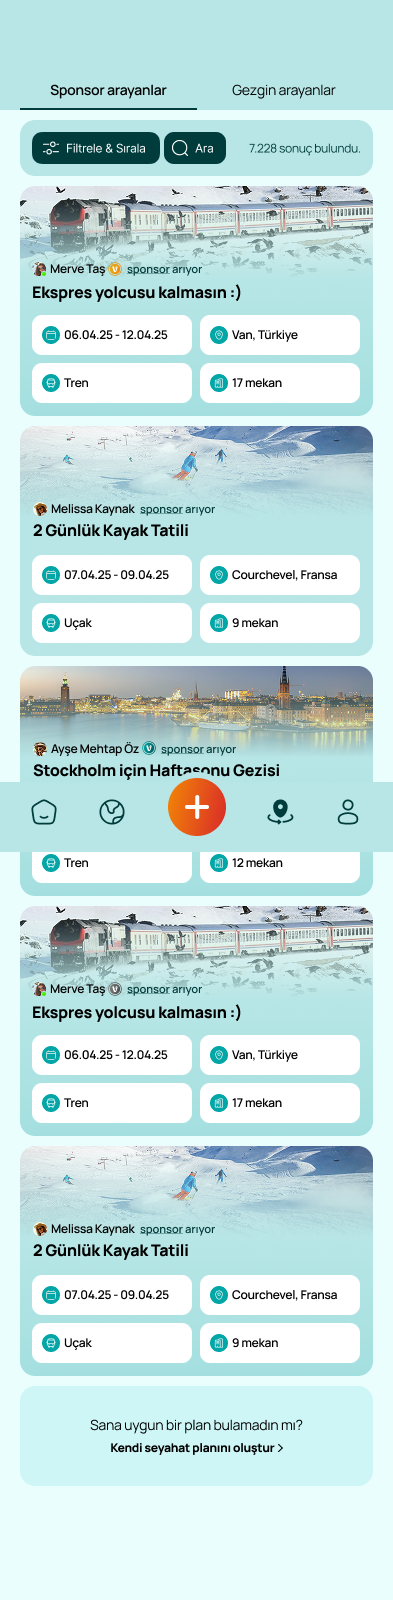 Sponsor arayanlar
Gezgin arayanlar
Filtrele & Sırala
Ara
7.228 sonuç bulundu.
Merve Taş
sponsor arıyor
Ekspres yolcusu kalmasın :)
06.04.25 - 12.04.25
Van, Türkiye
Tren
17 mekan
Melissa Kaynak sponsor arıyor
2 Günlük Kayak Tatili
07.04.25 - 09.04.25
Courchevel, Fransa
Uçak
9 mekan
Ayşe Mehtap Öz
sponsor arıyor
Stockholm için Haftasonu Gezisi
Tren
12 mekan
Merve Taş
sponsor arıyor
Ekspres yolcusu kalmasın :)
06.04.25 - 12.04.25
Van, Türkiye
Tren
17 mekan
Melissa Kaynak sponsor arıyor
2 Günlük Kayak Tatili
07.04.25 - 09.04.25
Courchevel, Fransa
Uçak
9 mekan
Sana uygun bir plan bulamadın mı?
Kendi seyahat planını oluştur >